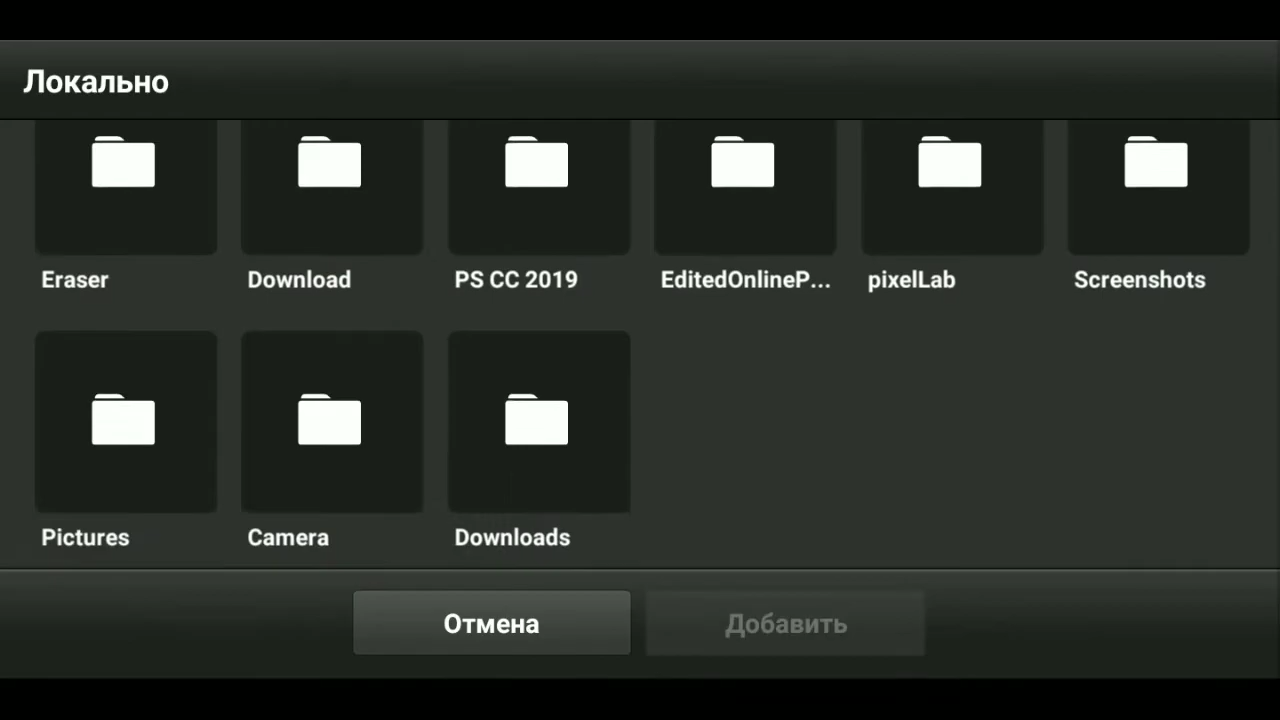 Локально
Eraser
Download
PS CC 2019
EditedOnlineP...
pixelLab
Screenshots
Pictures
Camera
Downloads
Отмена
Добавить